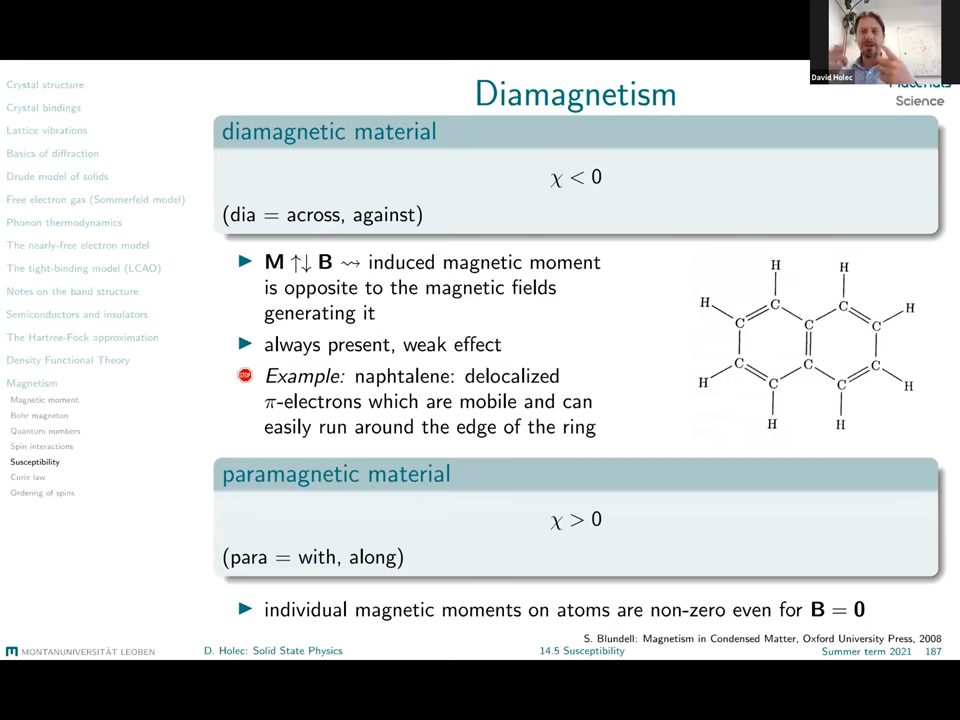 David Holec
Materials
Science
Crystal structure
Crystal bindings
Lattice vibrations
Basics of diffraction
Drude model of solids
Free electron gas (Sommerfeld model)
Phonon thermodynamics
The nearly-free electron model
The tight-binding model (LCAO)
Notes on the band structure
Semiconductors and insulators
The Hartree-Fock approximation
Density Functional Theory
Magnetism
Magnetic moment
Bohr magneton
Quantum numbers
Spin interactions
Susceptibility
Curie law
Ordering of spins
Diamagnetism
diamagnetic material
χ < 0
(dia = across, against)
► M ↑↓ B ⇝ induced magnetic moment
is opposite to the magnetic fields
generating it
► always present, weak effect
STOP Example: naphtalene: delocalized
π-electrons which are mobile and can
easily run around the edge of the ring
H H
H C C H
C C C
C C C
H C C H
H H
paramagnetic material
χ > 0
(para = with, along)
► individual magnetic moments on atoms are non-zero even for B = 0
S. Blundell: Magnetism in Condensed Matter, Oxford University Press, 2008
MONTANUNIVERSITÄT LEOBEN D. Holec: Solid State Physics 14.5 Susceptibility Summer term 2021 187